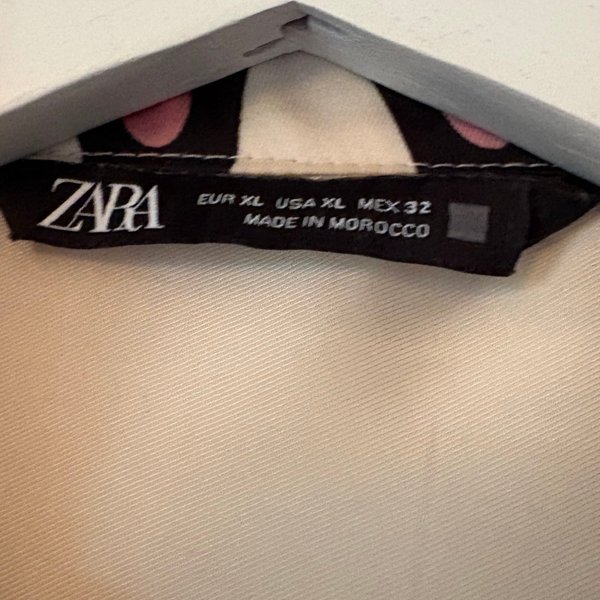 ZARA
EUR XL USA XL MEX 32
MADE IN MOROCCO